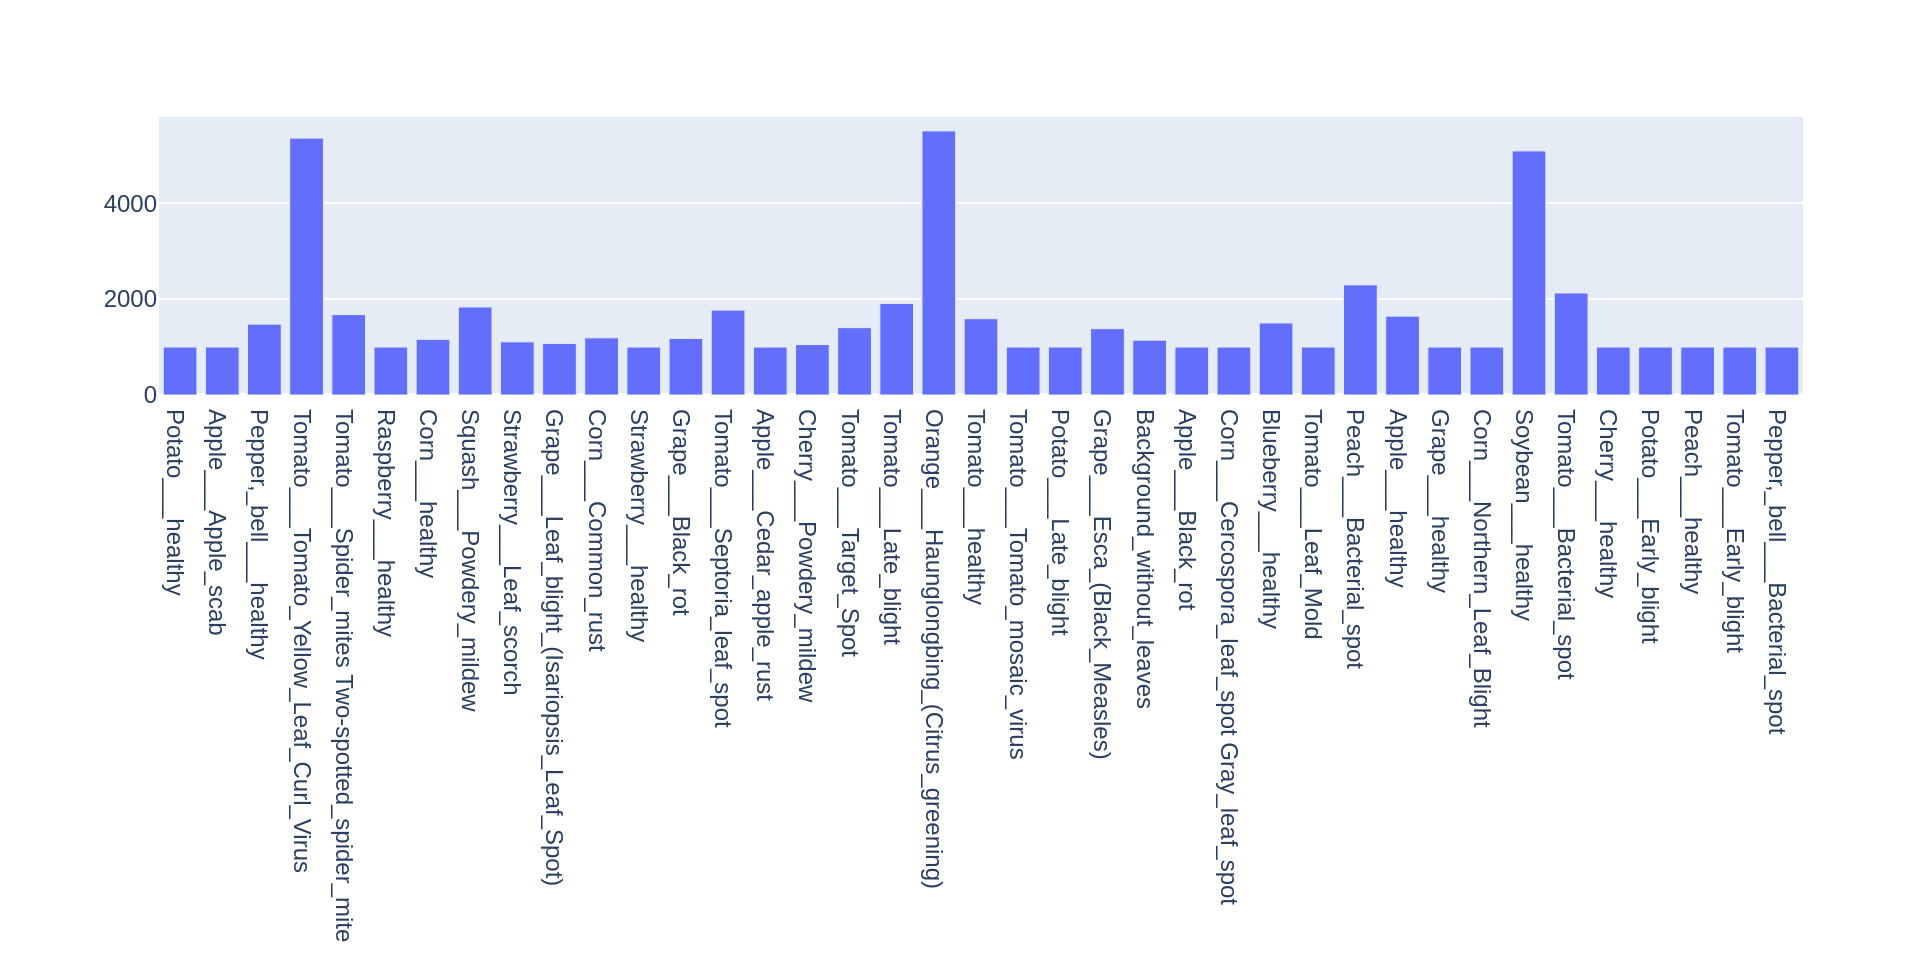 4000
2000
0
Potato___healthy
Apple___Apple_scab
Pepper,_bell___healthy
Tomato___Tomato_Yellow_Leaf_Curl_Virus
Tomato___Spider_mites Two-spotted_spider_mite
Raspberry___healthy
Corn___healthy
Squash___Powdery_mildew
Strawberry___Leaf_scorch
Grape___Leaf_blight_(Isariopsis_Leaf_Spot)
Corn___Common_rust
Strawberry___healthy
Grape___Black_rot
Tomato___Septoria_leaf_spot
Apple___Cedar_apple_rust
Cherry___Powdery_mildew
Tomato___Target_Spot
Tomato___Late_blight
Orange___Haunglongbing_(Citrus_greening)
Tomato___healthy
Tomato___Tomato_mosaic_virus
Potato___Late_blight
Grape___Esca_(Black_Measles)
Background_without_leaves
Apple___Black_rot
Corn___Cercospora_leaf_spot Gray_leaf_spot
Blueberry___healthy
Tomato___Leaf_Mold
Peach___Bacterial_spot
Apple___healthy
Grape___healthy
Corn___Northern_Leaf_Blight
Soybean___healthy
Tomato___Bacterial_spot
Cherry___healthy
Potato___Early_blight
Peach___healthy
Tomato___Early_blight
Pepper,_bell___Bacterial_spot